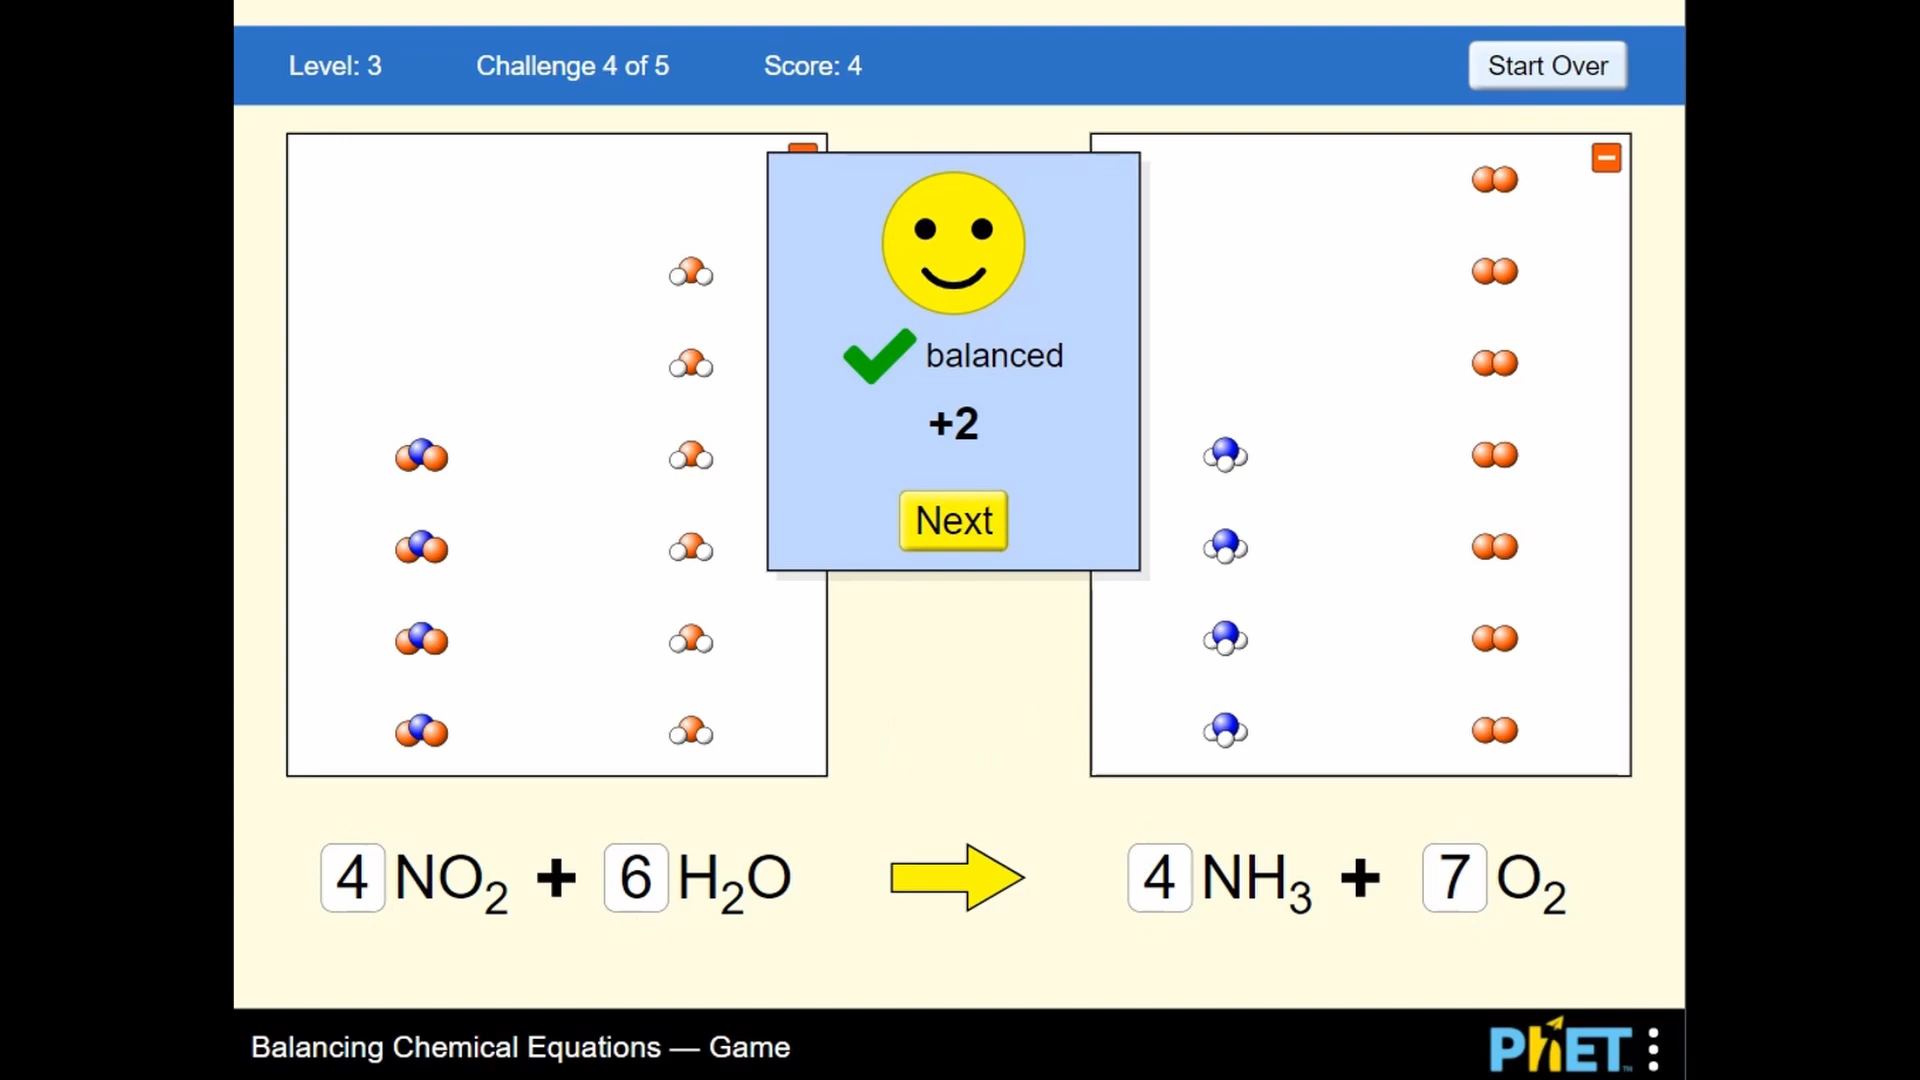 Level: 3 Challenge 4 of 5 Score: 4 Start Over
balanced
+2
Next
4 NO₂ + 6 H₂O 4 NH₃ + 7 O₂
Balancing Chemical Equations — Game
PhET™